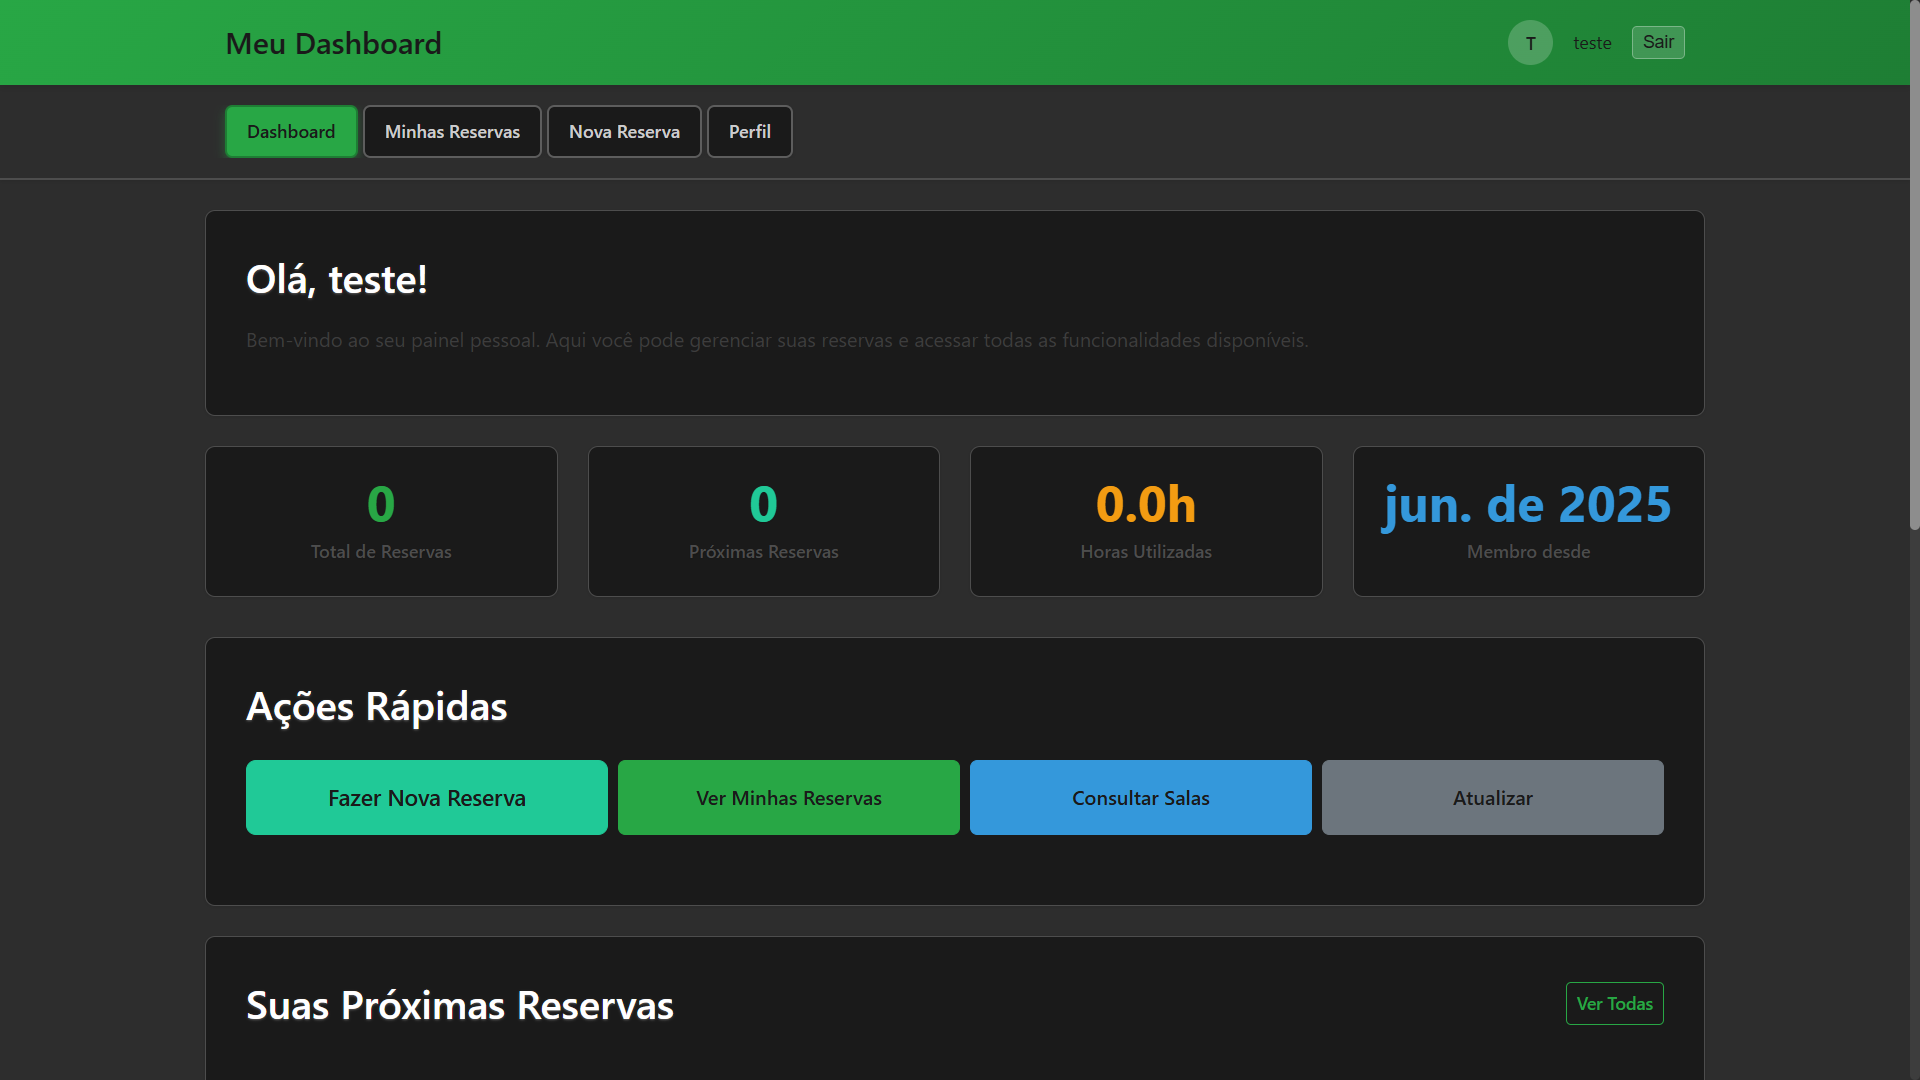 Meu Dashboard
T
teste
Sair
Dashboard
Minhas Reservas
Nova Reserva
Perfil
Olá, teste!
Bem-vindo ao seu painel pessoal. Aqui você pode gerenciar suas reservas e acessar todas as funcionalidades disponíveis.
0
Total de Reservas
0
Próximas Reservas
0.0h
Horas Utilizadas
jun. de 2025
Membro desde
Ações Rápidas
Fazer Nova Reserva
Ver Minhas Reservas
Consultar Salas
Atualizar
Suas Próximas Reservas
Ver Todas